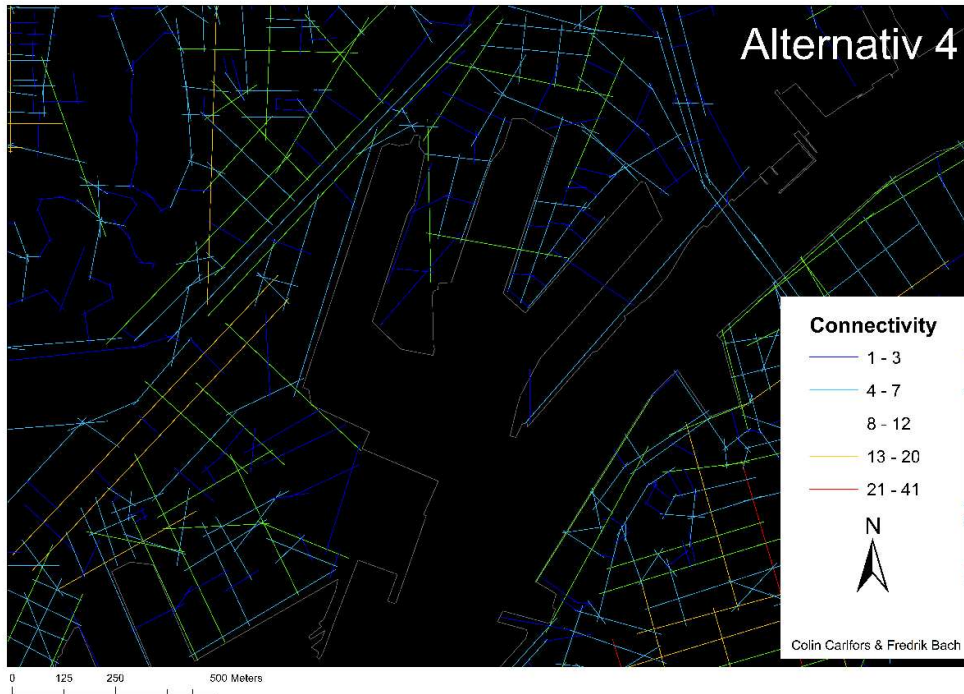 Alternativ 4
Connectivity
1 - 3
4 - 7
8 - 12
13 - 20
21 - 41
N
Colin Carlfors & Fredrik Bach
0 125 250 500 Meters